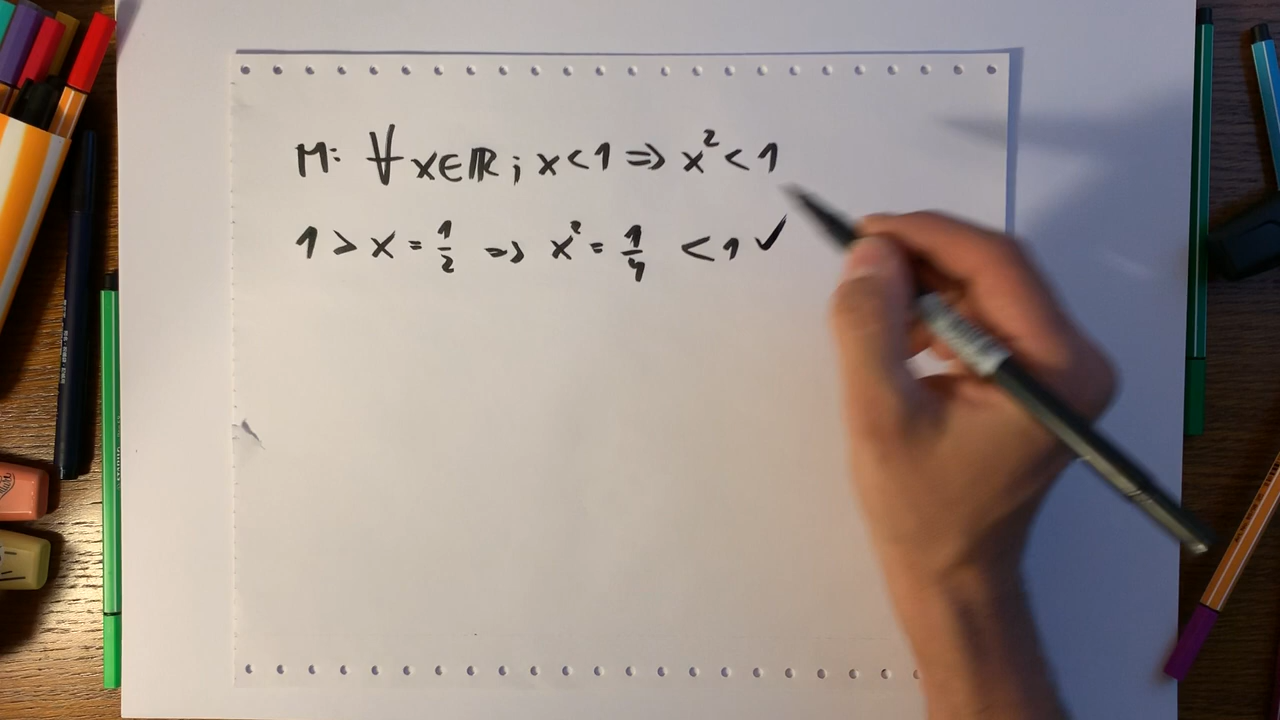 M: ∀ x∈ℝ ; x < 1 ⇒ x² < 1
1 > x = 1/2 ⇒ x² = 1/4 < 1 ✓